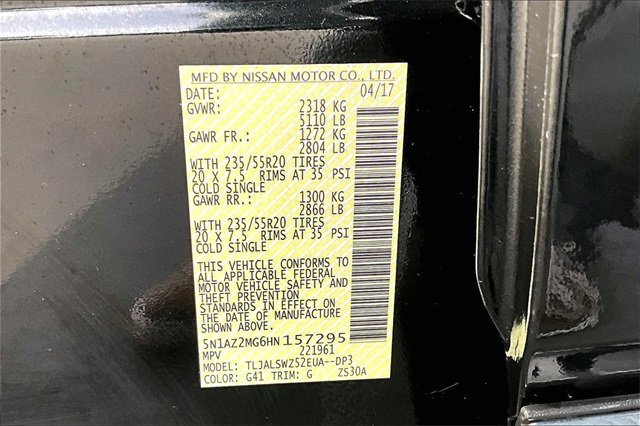 MFD BY NISSAN MOTOR CO., LTD.
DATE: 04/17
GVWR: 2318 KG
5110 LB
GAWR FR.: 1272 KG
2804 LB
WITH 235/55R20 TIRES
20 X 7.5 RIMS AT 35 PSI
COLD SINGLE
GAWR RR.: 1300 KG
2866 LB
WITH 235/55R20 TIRES
20 X 7.5 RIMS AT 35 PSI
COLD SINGLE
THIS VEHICLE CONFORMS TO
ALL APPLICABLE FEDERAL
MOTOR VEHICLE SAFETY AND
THEFT PREVENTION
STANDARDS IN EFFECT ON
THE DATE OF MANUFACTURE
SHOWN ABOVE.
5N1AZ2MG6HN157295
MPV 221961
MODEL: TLJALSWZ52EUA--DP3
COLOR: G41 TRIM: G ZS30A